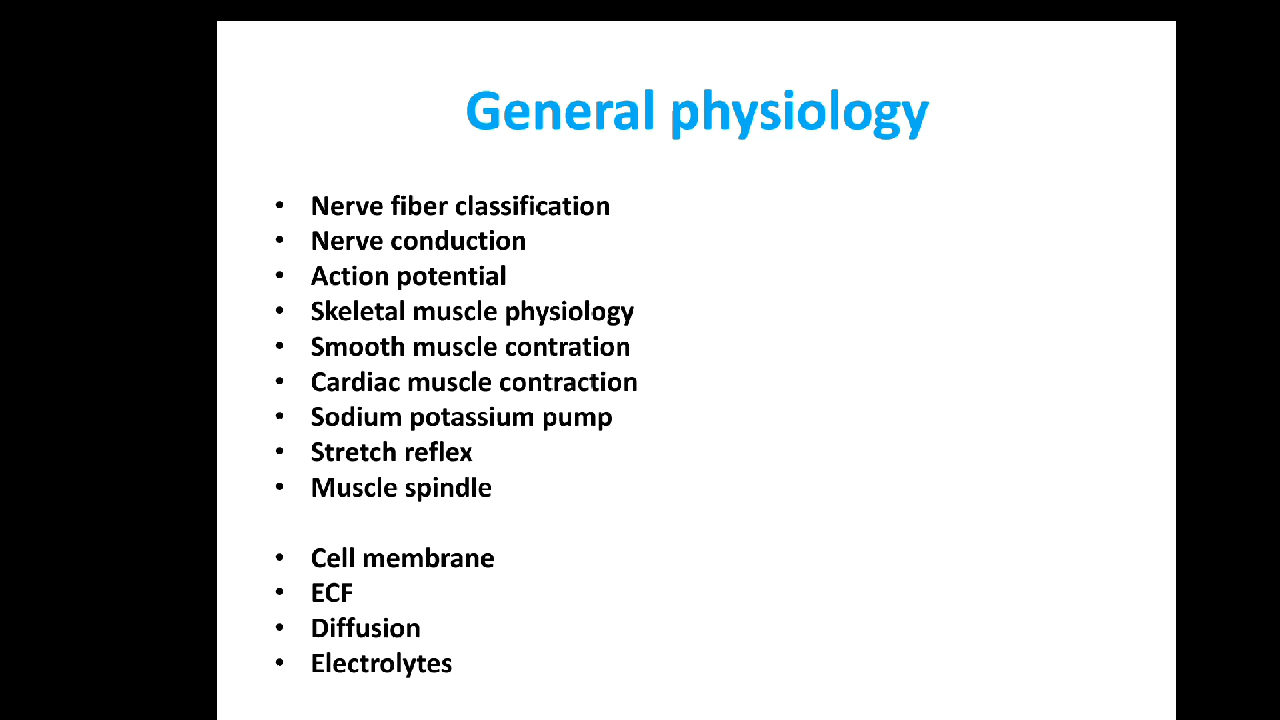 General physiology
• Nerve fiber classification
• Nerve conduction
• Action potential
• Skeletal muscle physiology
• Smooth muscle contration
• Cardiac muscle contraction
• Sodium potassium pump
• Stretch reflex
• Muscle spindle
• Cell membrane
• ECF
• Diffusion
• Electrolytes